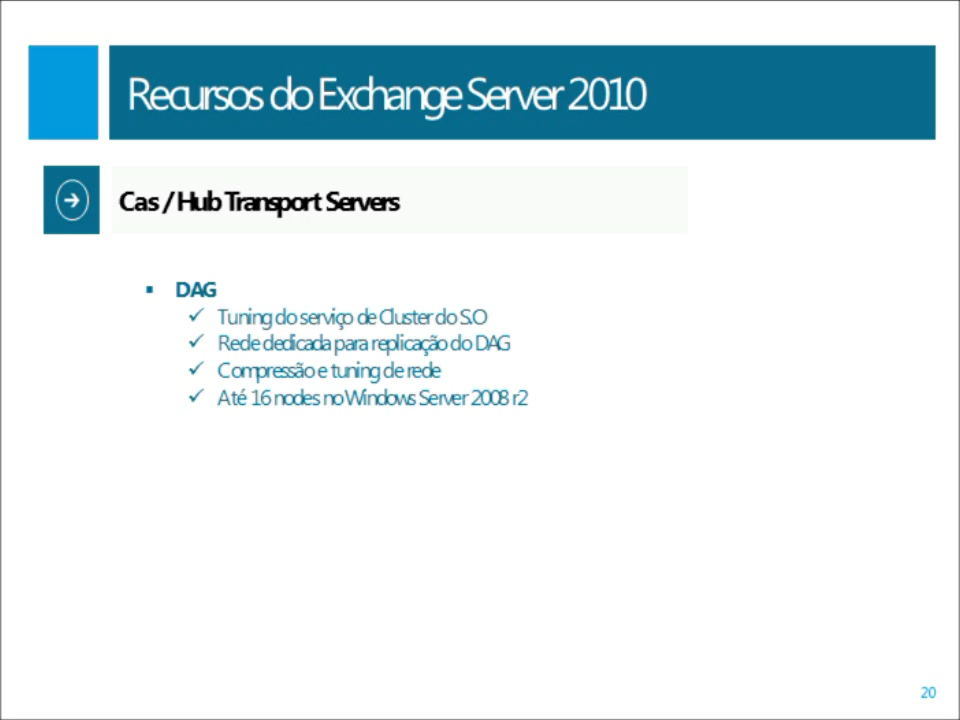 Recursos do Exchange Server 2010
Cas / Hub Transport Servers
DAG
Tuning do serviço de Cluster do S.O
Rede dedicada para replicação do DAG
Compressão e tuning de rede
Até 16 nodes no Windows Server 2008 r2
20